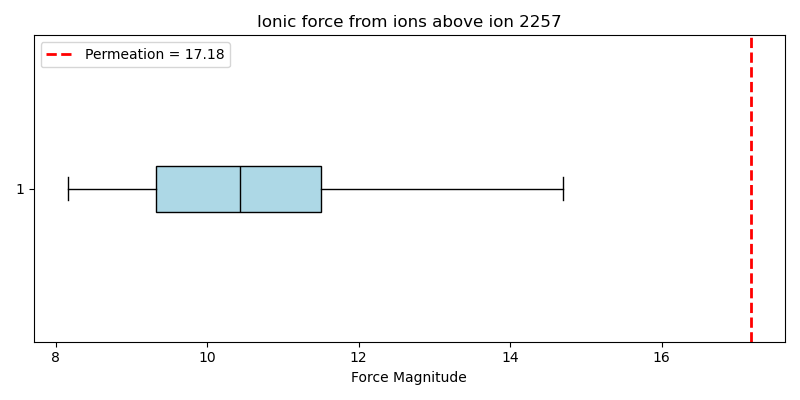 Ionic force from ions above ion 2257
Permeation = 17.18
1
8 10 12 14 16
Force Magnitude